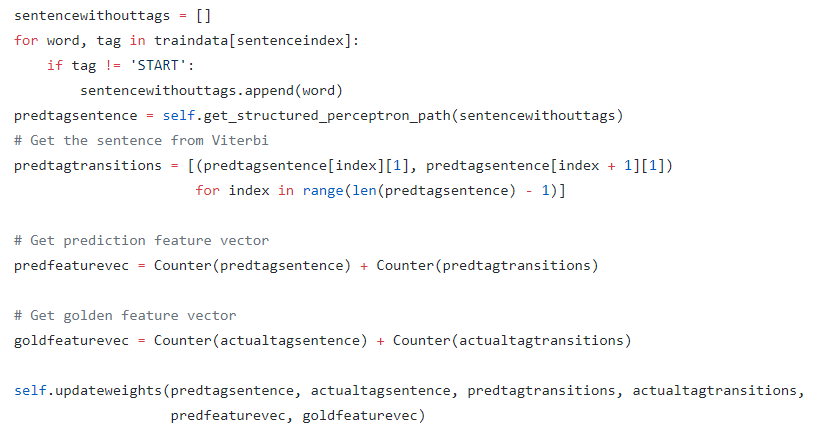 sentencewithouttags = []
for word, tag in traindata[sentenceindex]:
    if tag != 'START':
        sentencewithouttags.append(word)
predtagsentence = self.get_structured_perceptron_path(sentencewithouttags)
# Get the sentence from Viterbi
predtagtransitions = [(predtagsentence[index][1], predtagsentence[index + 1][1])
                      for index in range(len(predtagsentence) - 1)]

# Get prediction feature vector
predfeaturevec = Counter(predtagsentence) + Counter(predtagtransitions)

# Get golden feature vector
goldfeaturevec = Counter(actualtagsentence) + Counter(actualtagtransitions)

self.updateweights(predtagsentence, actualtagsentence, predtagtransitions, actualtagtransitions,
                   predfeaturevec, goldfeaturevec)